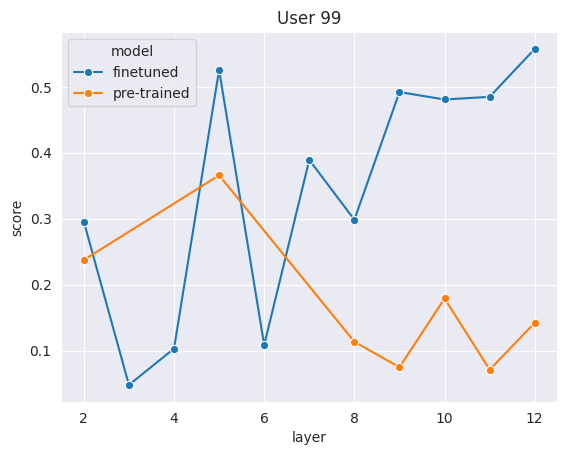 User 99
model
finetuned
pre-trained
0.5
0.4
0.3
0.2
0.1
score
2 4 6 8 10 12
layer